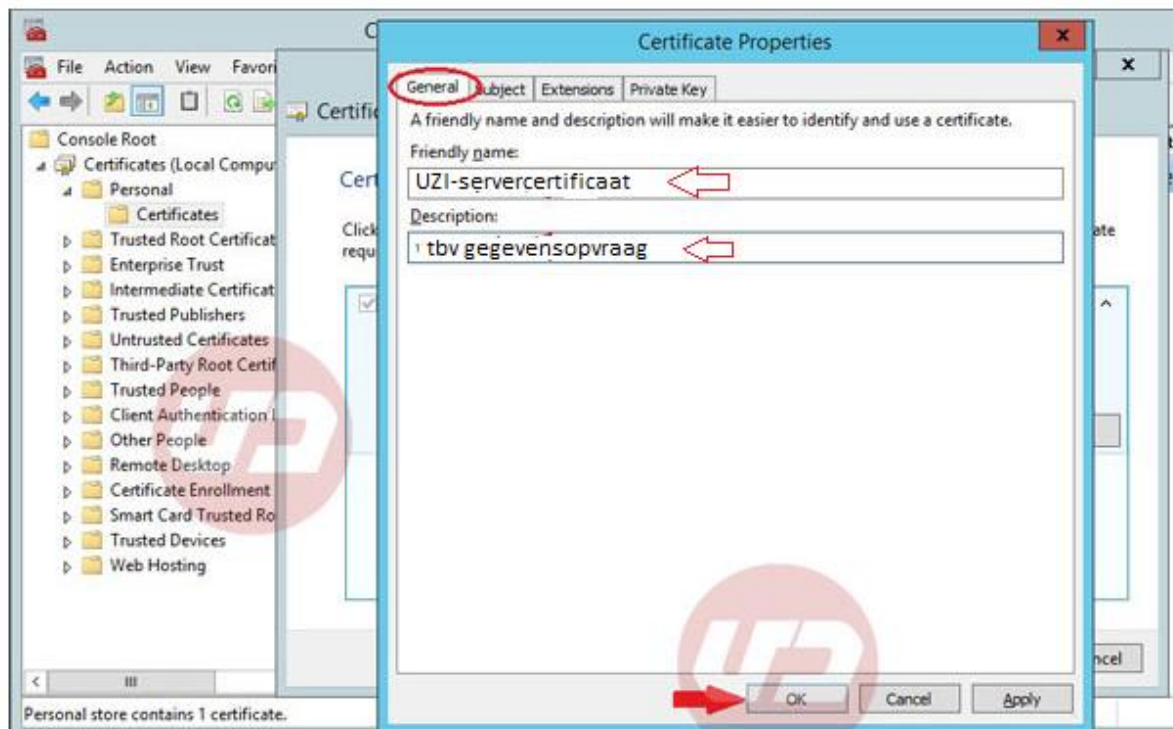 C
Certificate Properties
x
File Action View Favori
x
General Subject Extensions Private Key
Certific
A friendly name and description will make it easier to identify and use a certificate.
Console Root
Friendly name:
Certificates (Local Compu
Cert
UZI-servercertificaat
Personal
Certificates
Description:
Click
ate
Trusted Root Certificat
requ
tbv gegevensopvraag
Enterprise Trust
Intermediate Certificat
Trusted Publishers
Untrusted Certificates
Third-Party Root Certif
Trusted People
Client Authentication I
Other People
Remote Desktop
Certificate Enrollment
Smart Card Trusted Ro
Trusted Devices
Web Hosting
ncel
OK Cancel Apply
Personal store contains 1 certificate.